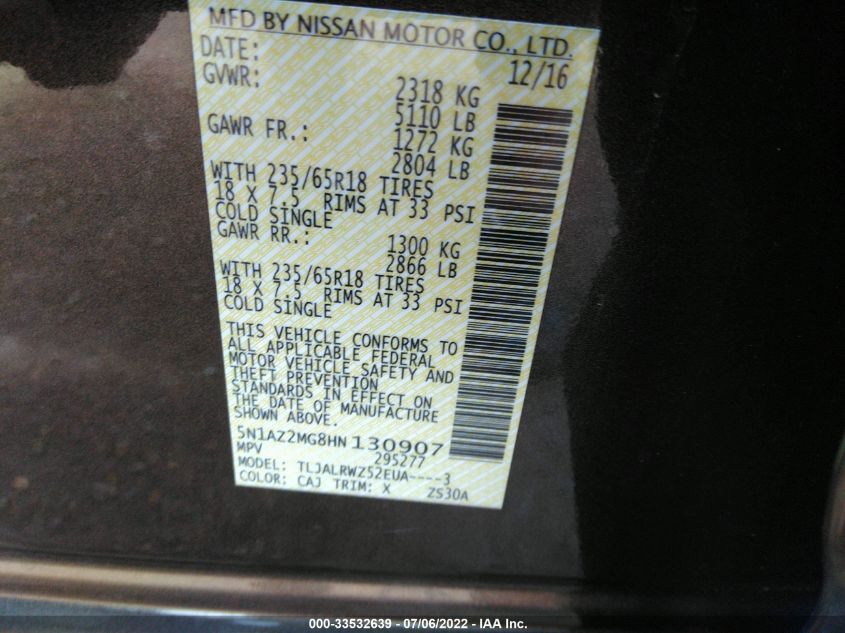 MFD BY NISSAN MOTOR CO., LTD.
DATE: 12/16
GVWR: 2318 KG
5110 LB
GAWR FR.: 1272 KG
2804 LB
WITH 235/65R18 TIRES
18 X 7.5 RIMS AT 33 PSI
COLD SINGLE
GAWR RR.: 1300 KG
2866 LB
WITH 235/65R18 TIRES
18 X 7.5 RIMS AT 33 PSI
COLD SINGLE
THIS VEHICLE CONFORMS TO
ALL APPLICABLE FEDERAL
MOTOR VEHICLE SAFETY AND
THEFT PREVENTION
STANDARDS IN EFFECT ON
THE DATE OF MANUFACTURE
SHOWN ABOVE.
5N1AZ2MG8HN130907
MPV 295277
MODEL: TLJALRWZ52EUA----3
COLOR: CAJ TRIM: X ZS30A
000-33532639 - 07/06/2022 - IAA Inc.